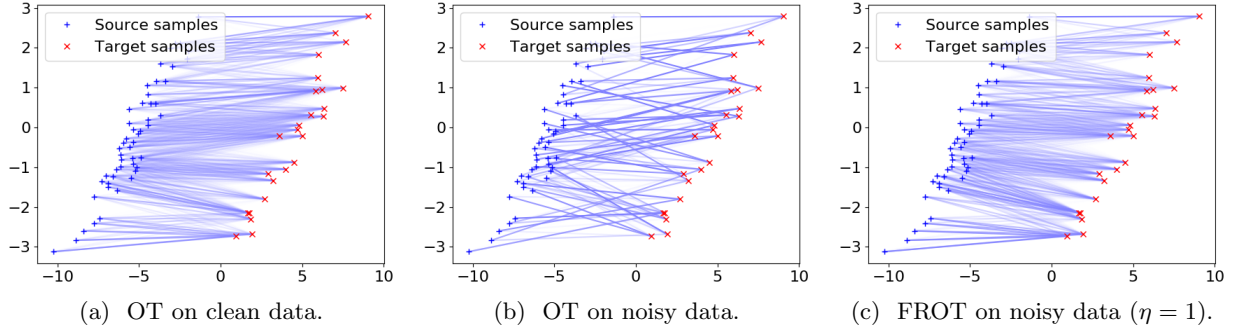 3
2
1
0
−1
−2
−3
Source samples
Target samples
−10 −5 0 5 10
(a) OT on clean data.
3
2
1
0
−1
−2
−3
Source samples
Target samples
−10 −5 0 5 10
(b) OT on noisy data.
3
2
1
0
−1
−2
−3
Source samples
Target samples
−10 −5 0 5 10
(c) FROT on noisy data (η = 1).